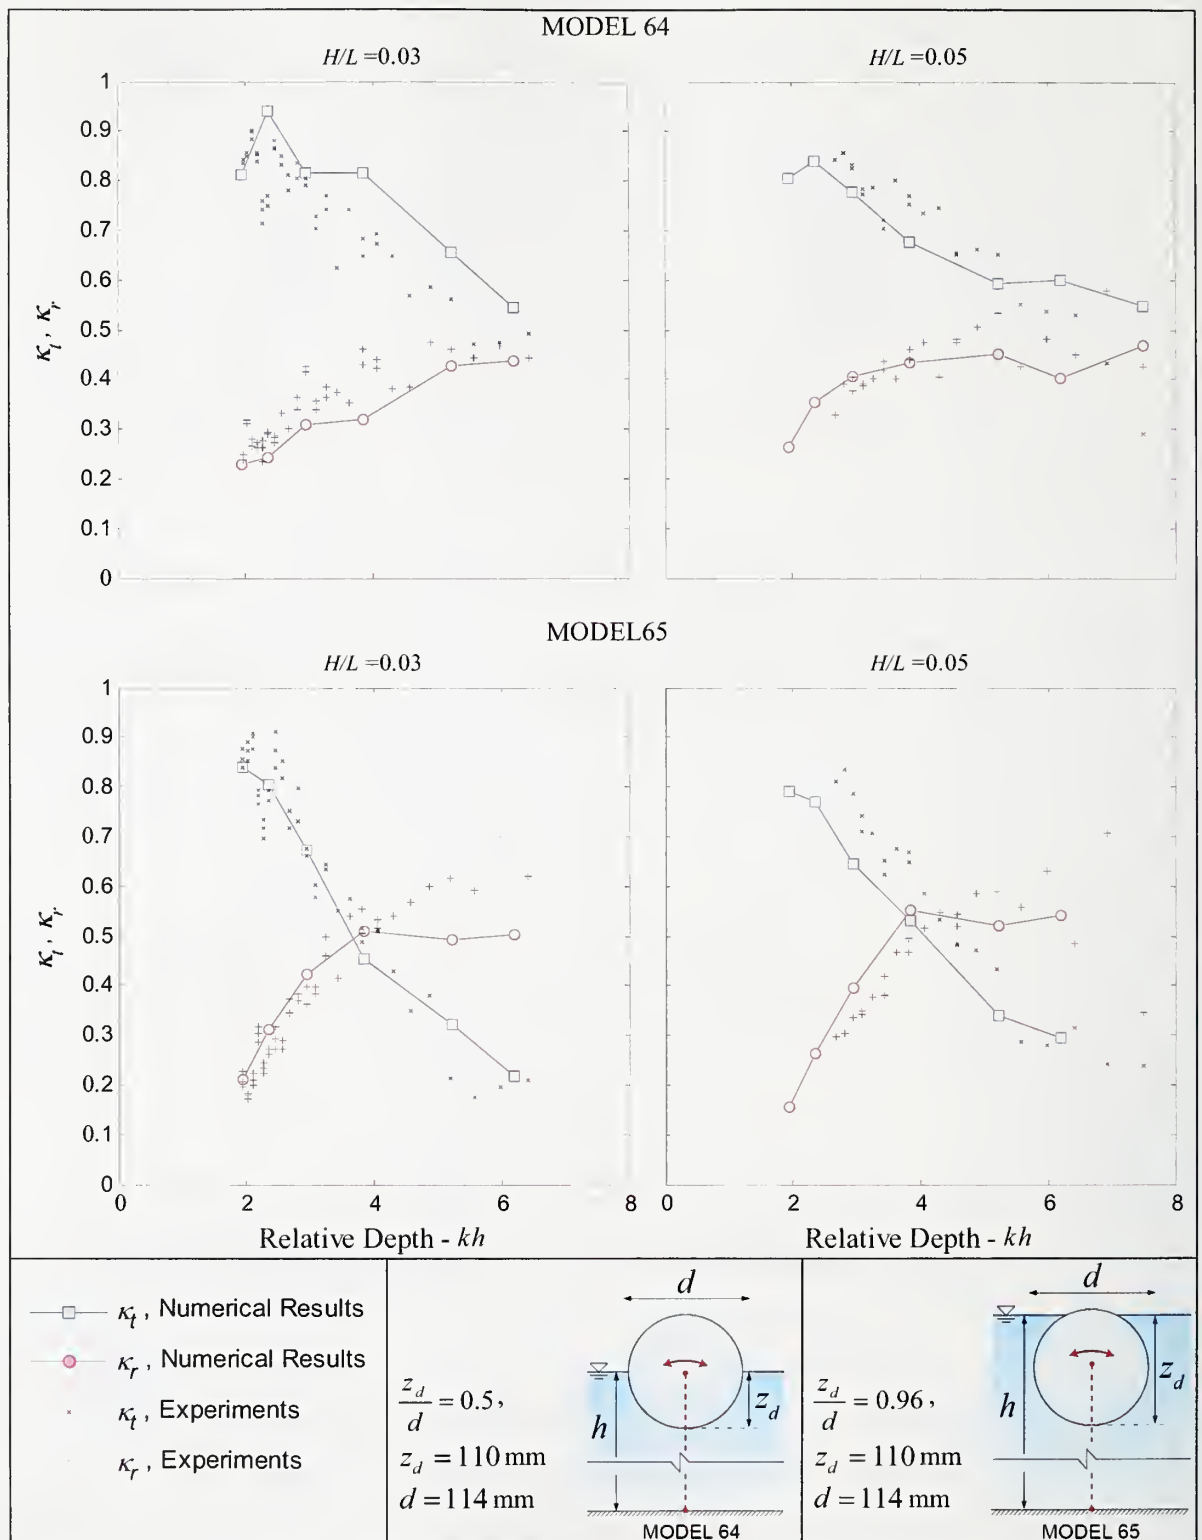 MODEL 64
H/L =0.03
H/L =0.05
1
0.9
0.8
0.7
0.6
0.5
0.4
0.3
0.2
0.1
0
κt , κr
MODEL65
H/L =0.03
H/L =0.05
1
0.9
0.8
0.7
0.6
0.5
0.4
0.3
0.2
0.1
0
κt , κr
0 2 4 6 8
0 2 4 6 8
Relative Depth - kh
Relative Depth - kh
κt , Numerical Results
κr , Numerical Results
κt , Experiments
κr , Experiments
zd/d = 0.5,
zd = 110 mm
d = 114 mm
d
h
zd
MODEL 64
zd/d = 0.96,
zd = 110 mm
d = 114 mm
d
h
zd
MODEL 65